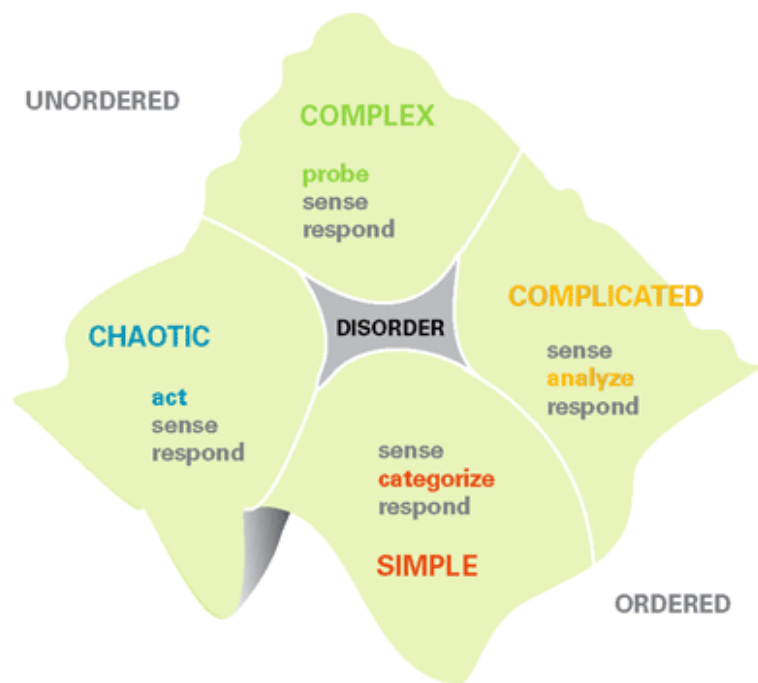 UNORDERED
COMPLEX
probe
sense
respond
COMPLICATED
sense
analyze
respond
DISORDER
CHAOTIC
act
sense
respond
sense
categorize
respond
SIMPLE
ORDERED